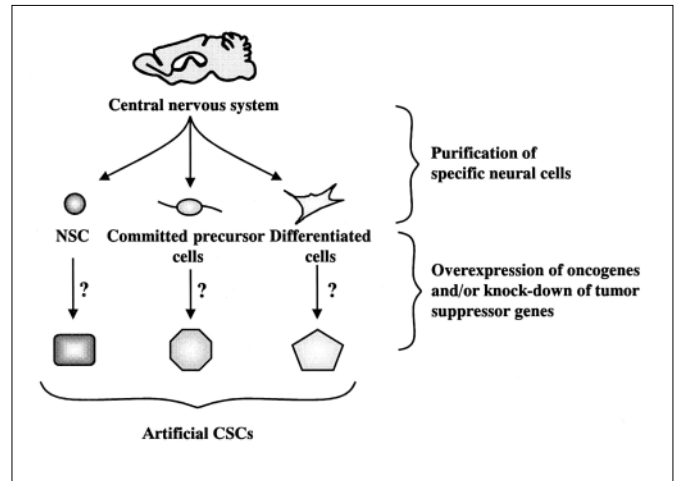 Central nervous system
Purification of
specific neural cells
NSC
Committed precursor
cells
Differentiated
cells
?
?
?
Overexpression of oncogenes
and/or knock-down of tumor
suppressor genes
Artificial CSCs